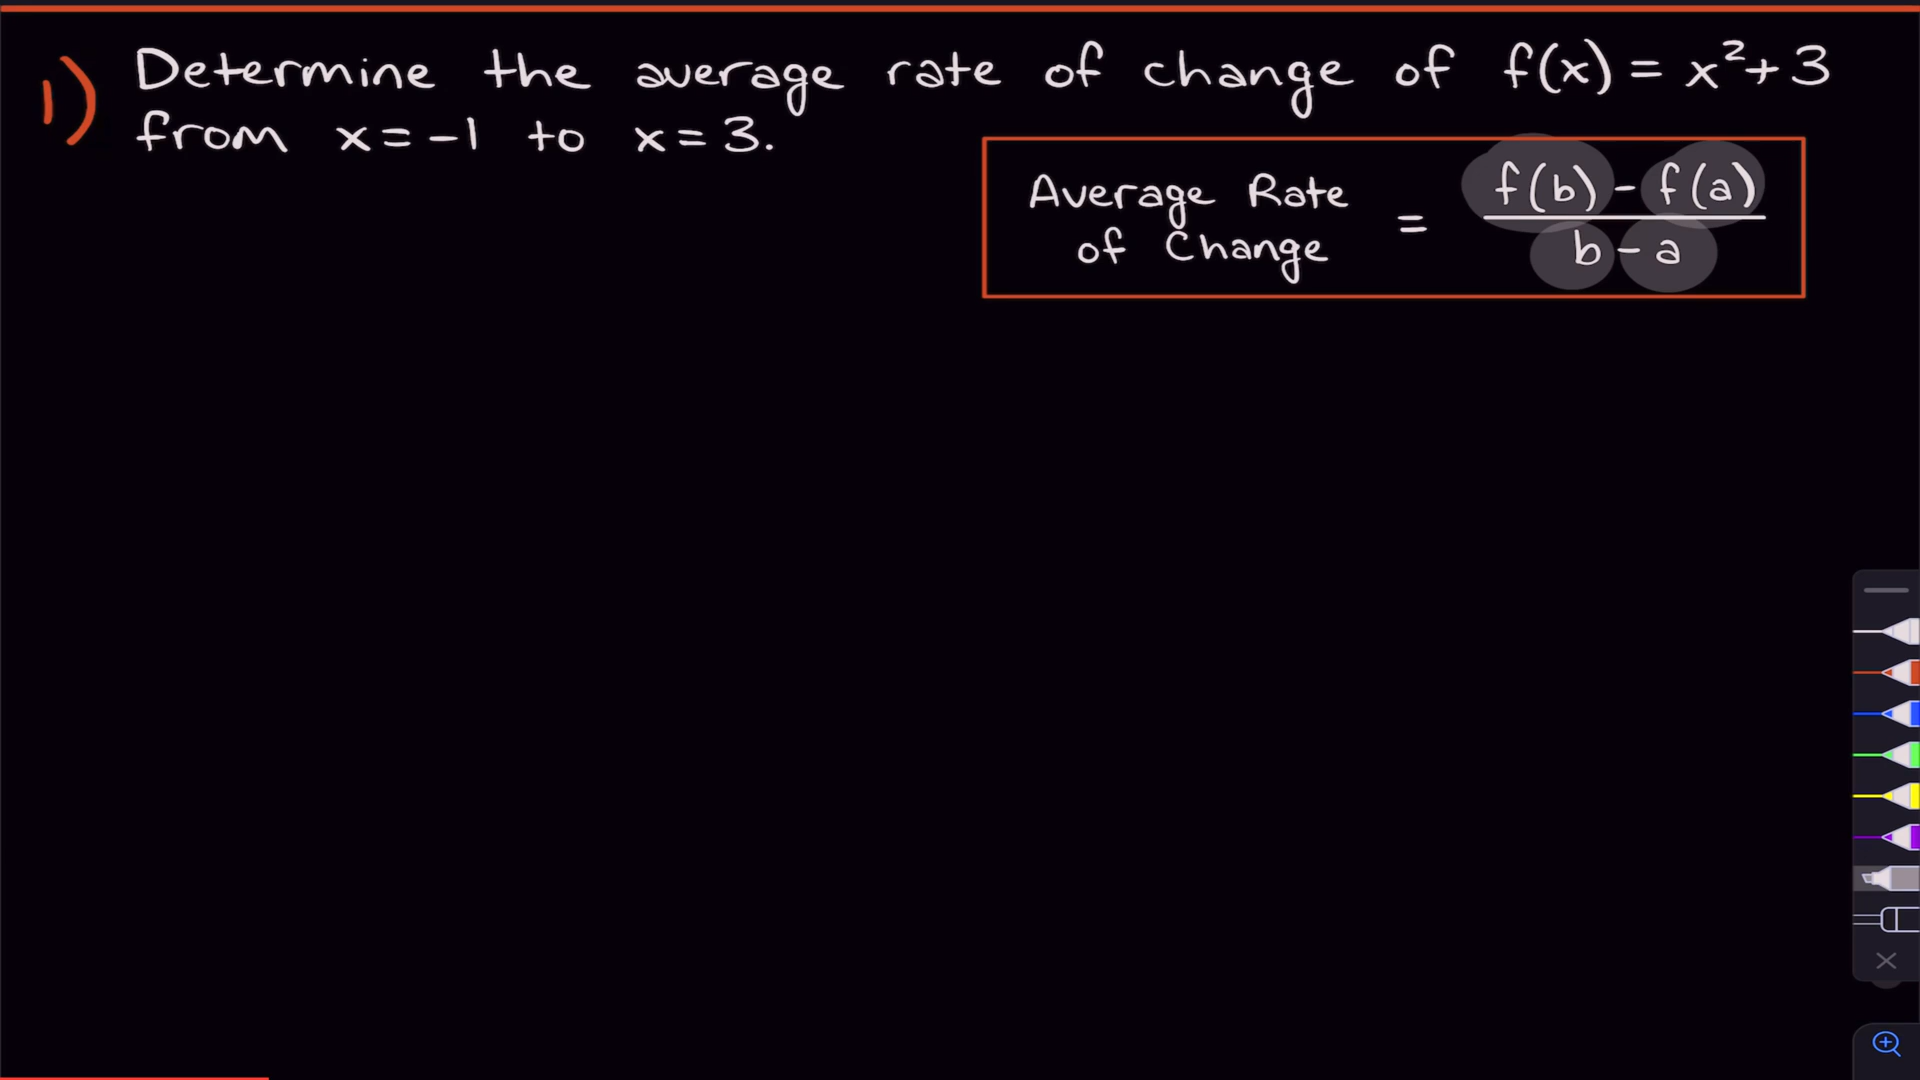 1) Determine the average rate of change of f(x) = x²+3
from x = -1 to x = 3.
Average Rate of Change = f(b) - f(a) / b - a